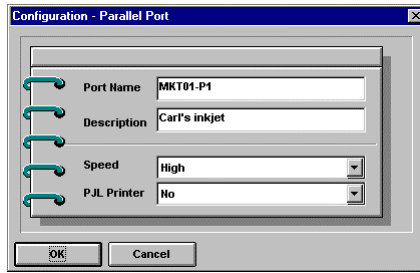 Configuration - Parallel Port
Port Name MKT01-P1
Description Carl's inkjet
Speed High
PJL Printer No
OK Cancel